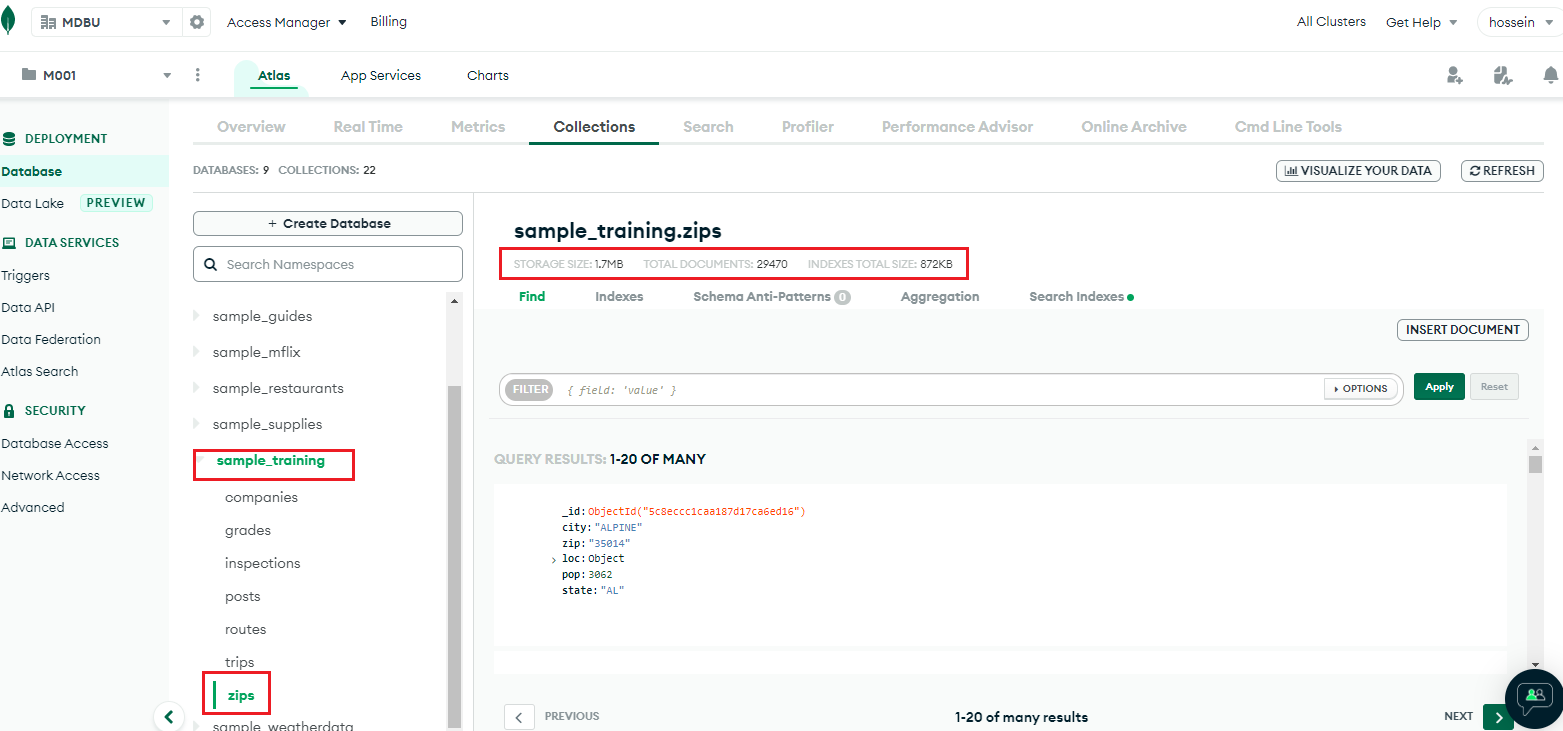 MDBU Access Manager Billing All Clusters Get Help hossein
M001 Atlas App Services Charts
DEPLOYMENT
Database
Data Lake PREVIEW
DATA SERVICES
Triggers
Data API
Data Federation
Atlas Search
SECURITY
Database Access
Network Access
Advanced
Overview Real Time Metrics Collections Search Profiler Performance Advisor Online Archive Cmd Line Tools
DATABASES: 9 COLLECTIONS: 22 VISUALIZE YOUR DATA REFRESH
+ Create Database
Search Namespaces
sample_guides
sample_mflix
sample_restaurants
sample_supplies
sample_training
companies
grades
inspections
posts
routes
trips
zips
sample_weatherdata
sample_training.zips
STORAGE SIZE: 1.7MB TOTAL DOCUMENTS: 29470 INDEXES TOTAL SIZE: 872KB
Find Indexes Schema Anti-Patterns 0 Aggregation Search Indexes
INSERT DOCUMENT
FILTER { field: 'value' } OPTIONS Apply Reset
QUERY RESULTS: 1-20 OF MANY
_id: ObjectId("5c8eccc1caa187d17ca6ed16")
city: "ALPINE"
zip: "35014"
loc: Object
pop: 3062
state: "AL"
PREVIOUS 1-20 of many results NEXT